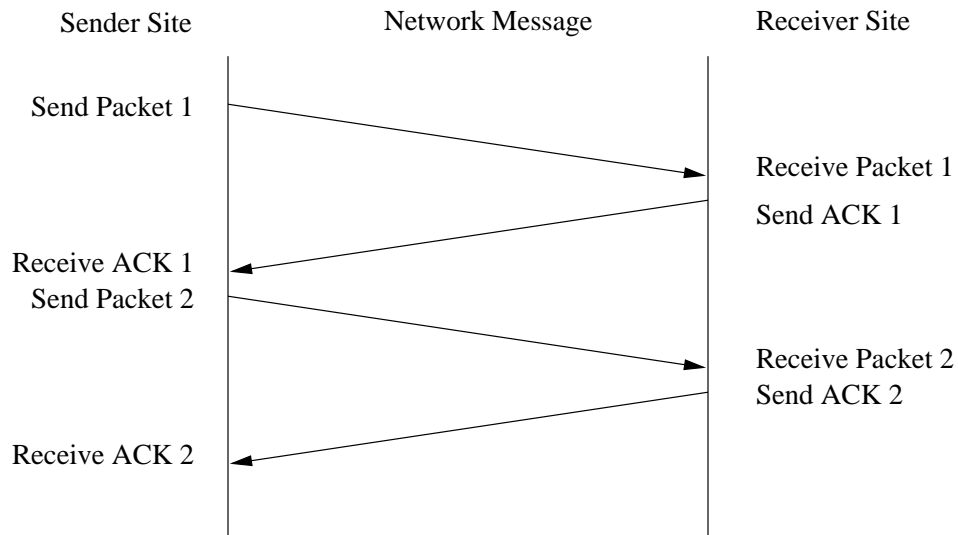 Sender Site
Network Message
Receiver Site
Send Packet 1
Receive Packet 1
Send ACK 1
Receive ACK 1
Send Packet 2
Receive Packet 2
Send ACK 2
Receive ACK 2